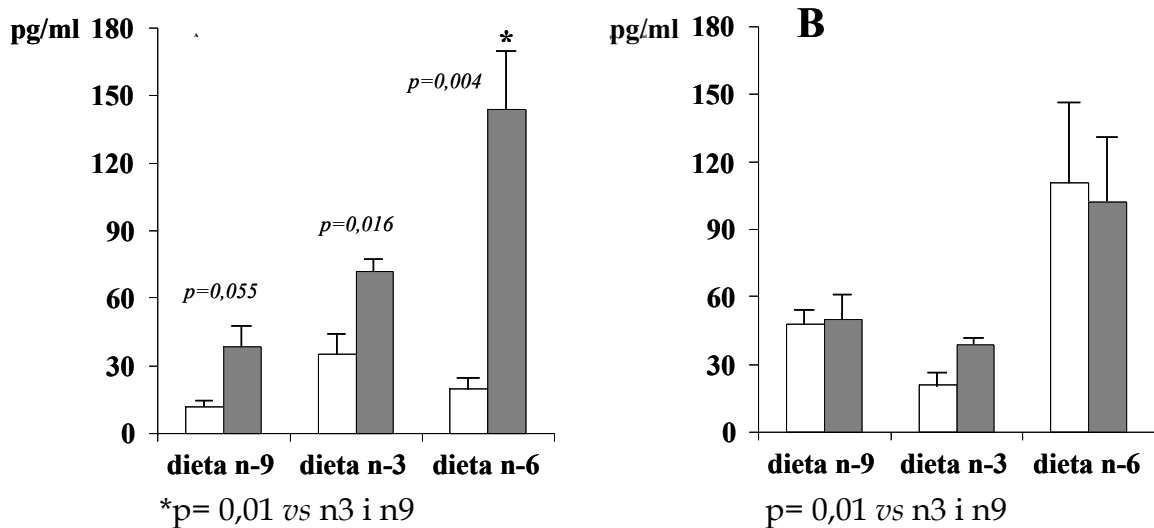 pg/ml
180
150
120
90
60
30
0
p=0,055
p=0,016
p=0,004
*
dieta n-9
dieta n-3
dieta n-6
*p= 0,01 vs n3 i n9
pg/ml
B
180
150
120
90
60
30
0
dieta n-9
dieta n-3
dieta n-6
p= 0,01 vs n3 i n9